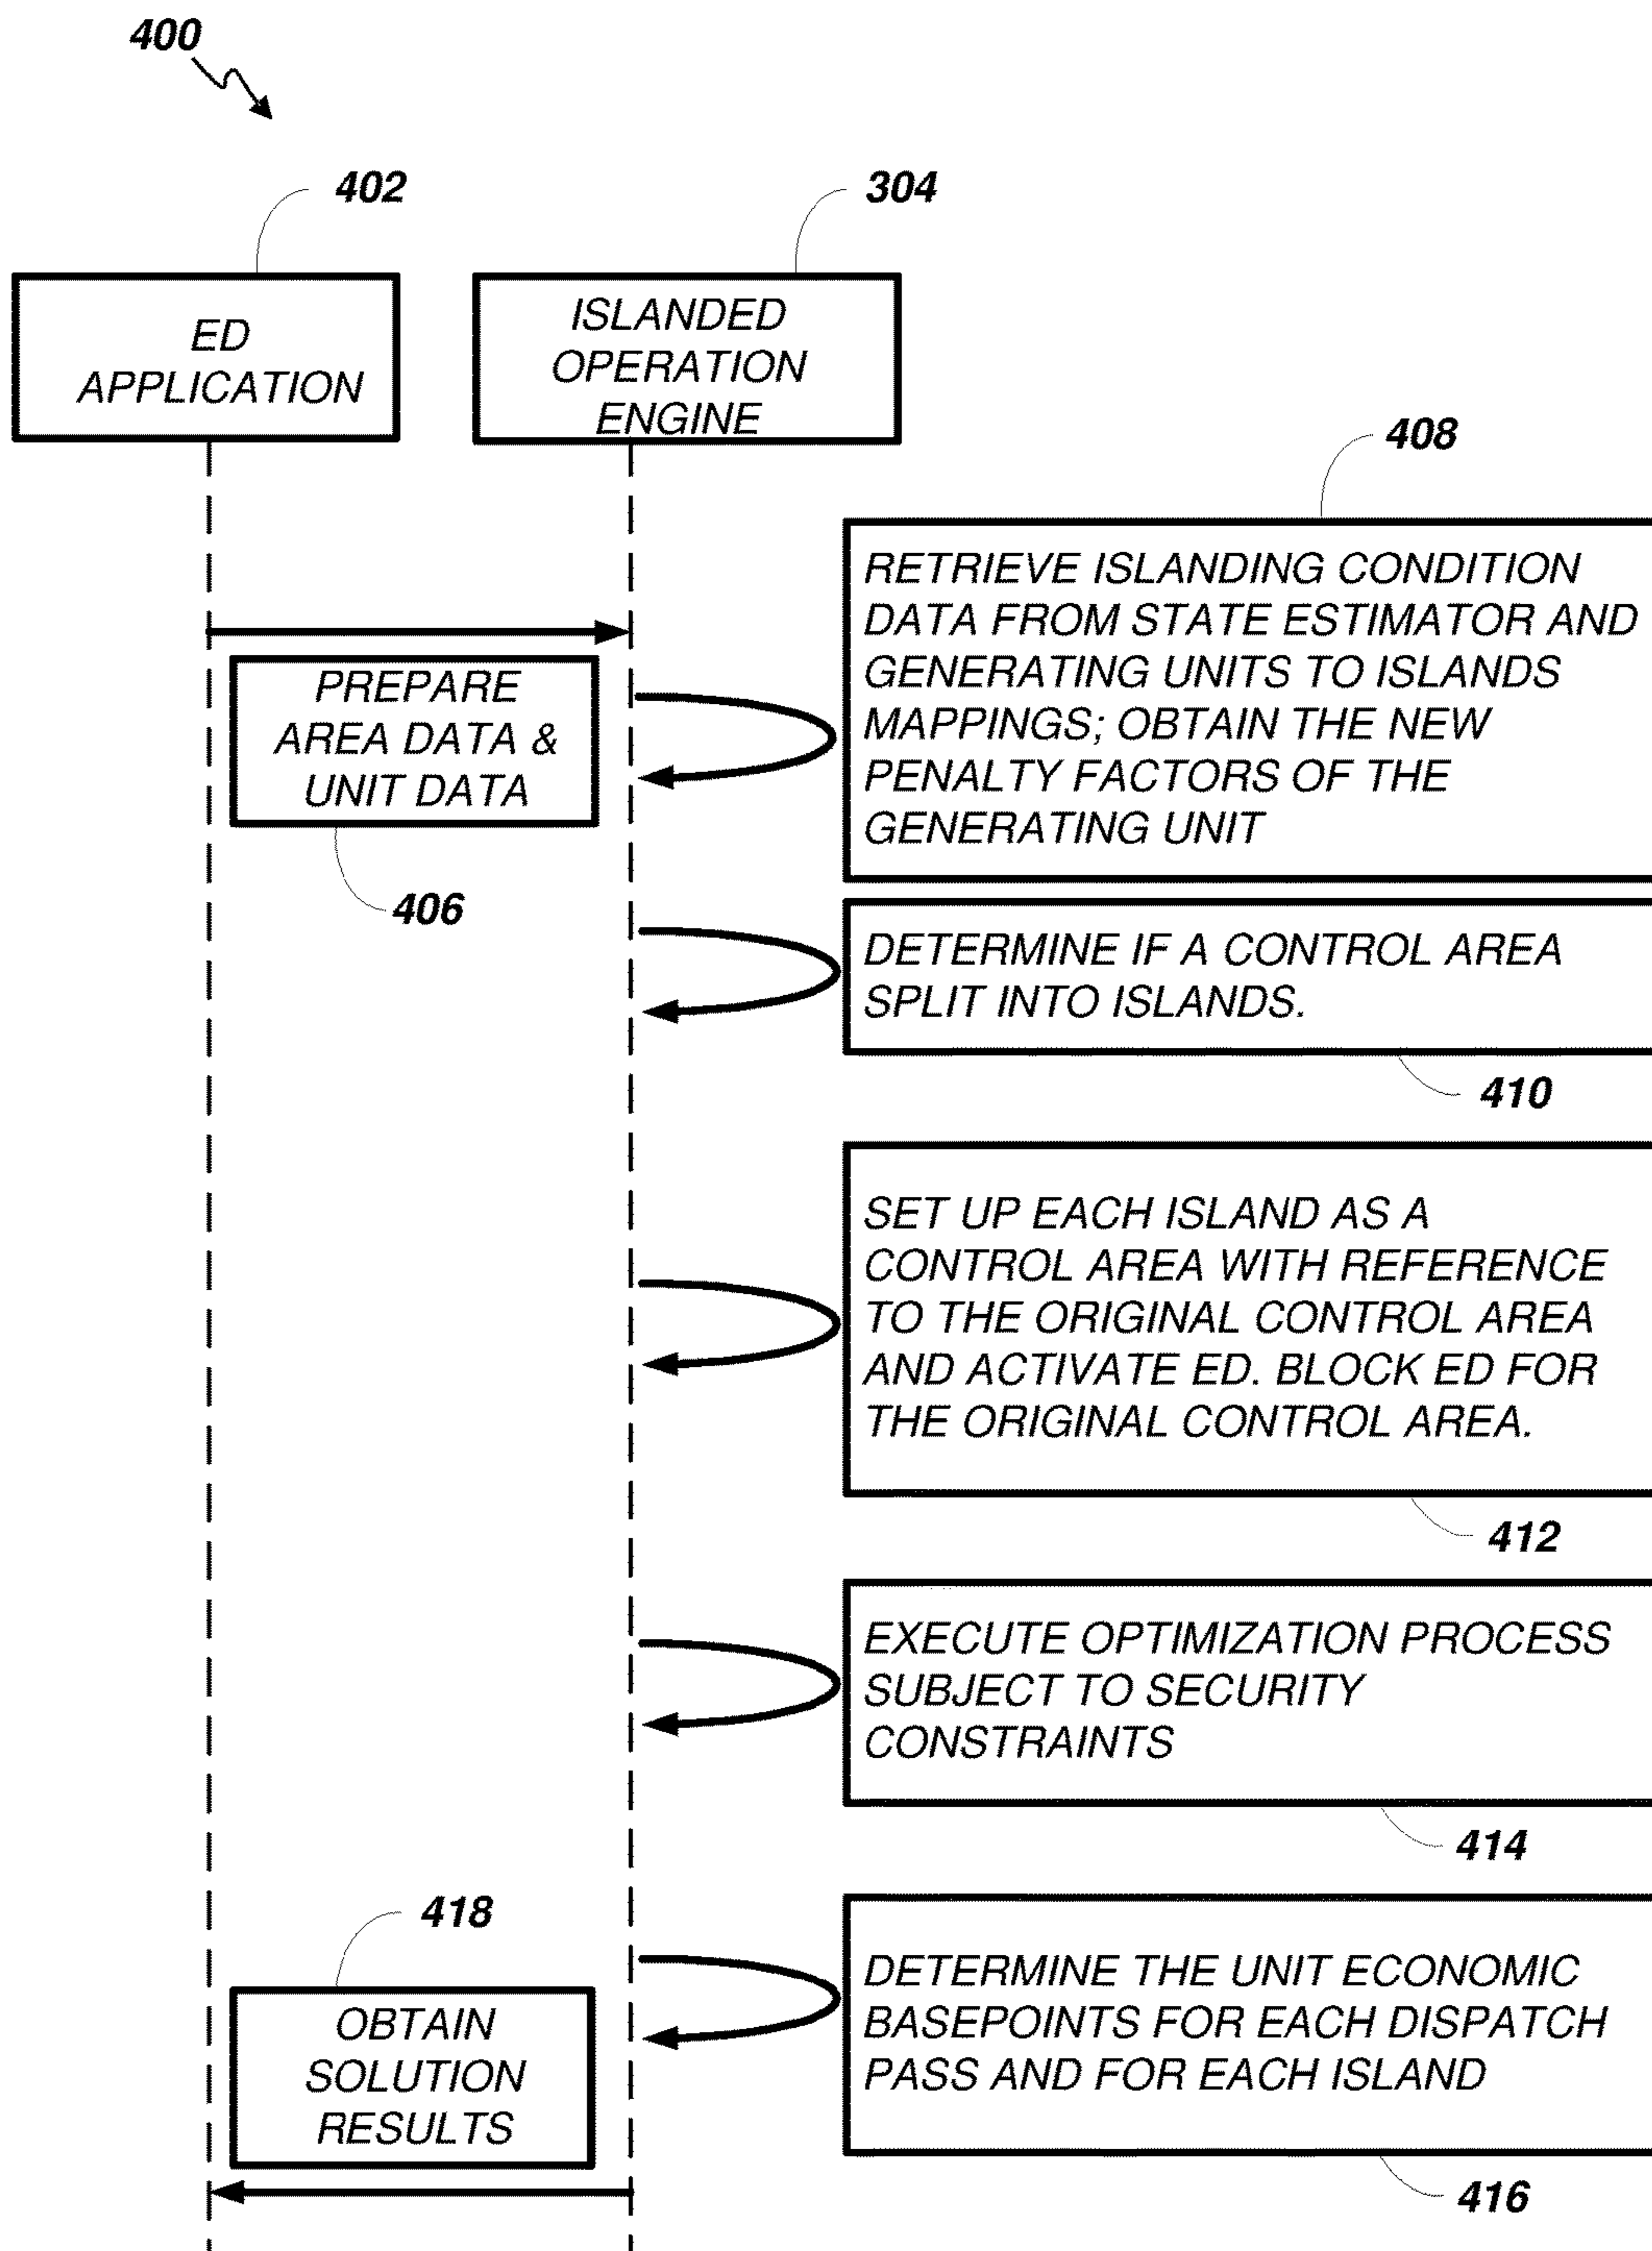 400
402
304
ED
APPLICATION
ISLANDED
OPERATION
ENGINE
408
RETRIEVE ISLANDING CONDITION
DATA FROM STATE ESTIMATOR AND
GENERATING UNITS TO ISLANDS
MAPPINGS; OBTAIN THE NEW
PENALTY FACTORS OF THE
GENERATING UNIT
PREPARE
AREA DATA &
UNIT DATA
406
DETERMINE IF A CONTROL AREA
SPLIT INTO ISLANDS.
410
SET UP EACH ISLAND AS A
CONTROL AREA WITH REFERENCE
TO THE ORIGINAL CONTROL AREA
AND ACTIVATE ED. BLOCK ED FOR
THE ORIGINAL CONTROL AREA.
412
EXECUTE OPTIMIZATION PROCESS
SUBJECT TO SECURITY
CONSTRAINTS
414
418
DETERMINE THE UNIT ECONOMIC
BASEPOINTS FOR EACH DISPATCH
PASS AND FOR EACH ISLAND
OBTAIN
SOLUTION
RESULTS
416